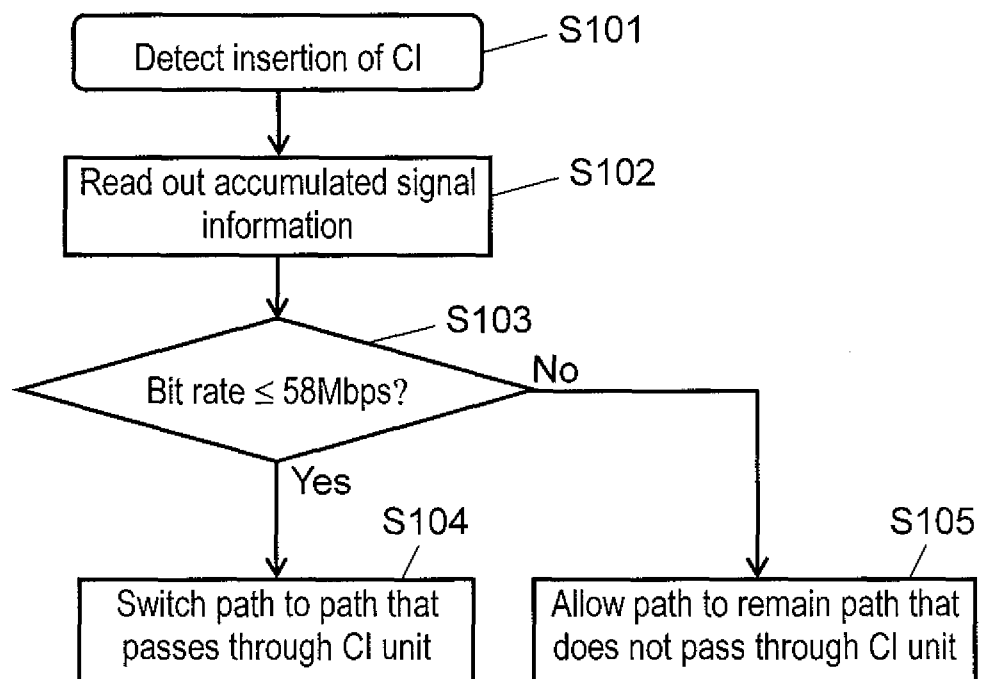 S101
Detect insertion of CI
S102
Read out accumulated signal
information
S103
Bit rate ≤ 58Mbps?
No
Yes
S104
Switch path to path that
passes through CI unit
S105
Allow path to remain path that
does not pass through CI unit